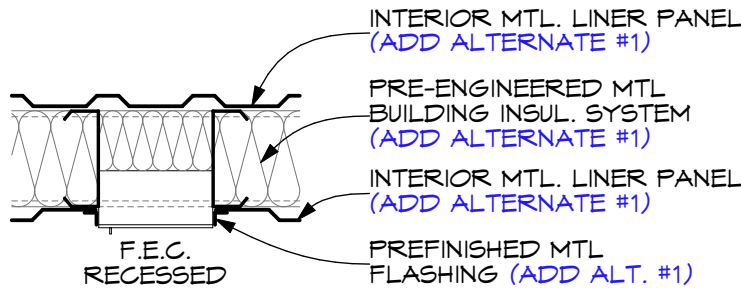 INTERIOR MTL. LINER PANEL
(ADD ALTERNATE #1)
PRE-ENGINEERED MTL
BUILDING INSUL. SYSTEM
(ADD ALTERNATE #1)
INTERIOR MTL. LINER PANEL
(ADD ALTERNATE #1)
PREFINISHED MTL
FLASHING (ADD ALT. #1)
F.E.C.
RECESSED